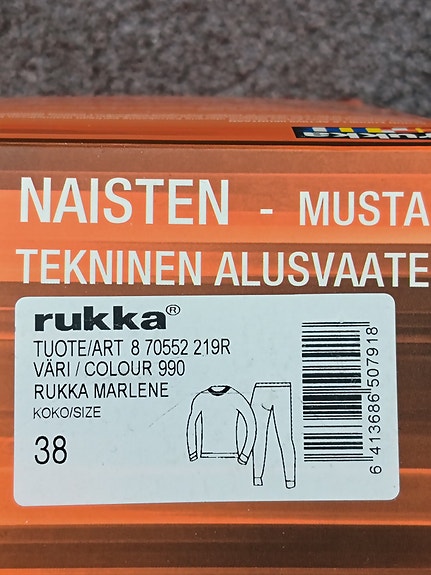 rukka
NAISTEN - MUSTA
TEKNINEN ALUSVAATE
rukka®
TUOTE/ART 8 70552 219R
VÄRI / COLOUR 990
RUKKA MARLENE
KOKO/SIZE
38
6 413686 507918